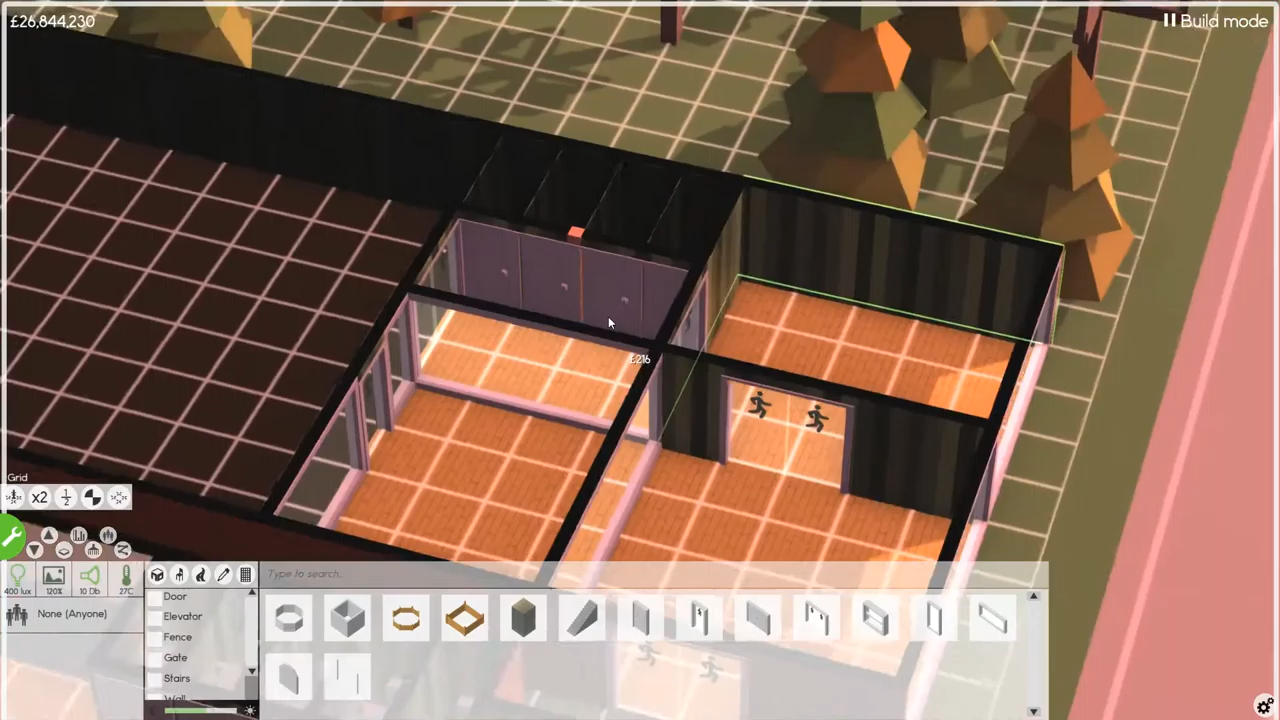 £26,844,230
Build mode
£216
Grid
x2
1/2
400 lux
120%
10 Db
27C
None (Anyone)
Type to search..
Door
Elevator
Fence
Gate
Stairs
Wall